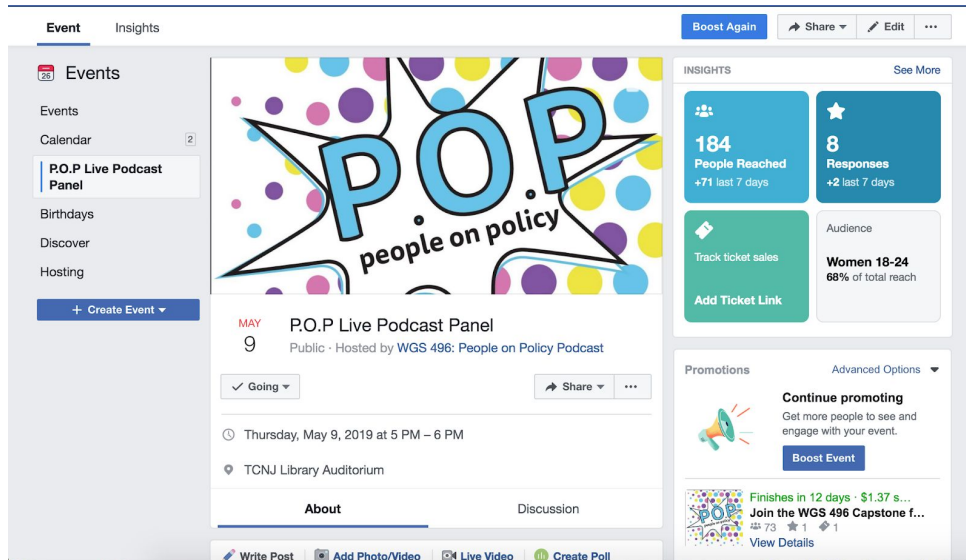 Event
Insights
Boost Again
Share
Edit
26
Events
Events
Calendar
2
P.O.P Live Podcast
Panel
Birthdays
Discover
Hosting
+ Create Event
P.O.P
people on policy
MAY
9
P.O.P Live Podcast Panel
Public · Hosted by WGS 496: People on Policy Podcast
Going
Share
Thursday, May 9, 2019 at 5 PM – 6 PM
TCNJ Library Auditorium
About
Discussion
Write Post
Add Photo/Video
Live Video
Create Poll
INSIGHTS
See More
184
People Reached
+71 last 7 days
8
Responses
+2 last 7 days
Track ticket sales
Add Ticket Link
Audience
Women 18-24
68% of total reach
Promotions
Advanced Options
Continue promoting
Get more people to see and
engage with your event.
Boost Event
P.O.P
Finishes in 12 days · $1.37 s...
Join the WGS 496 Capstone f...
73 1 1
View Details